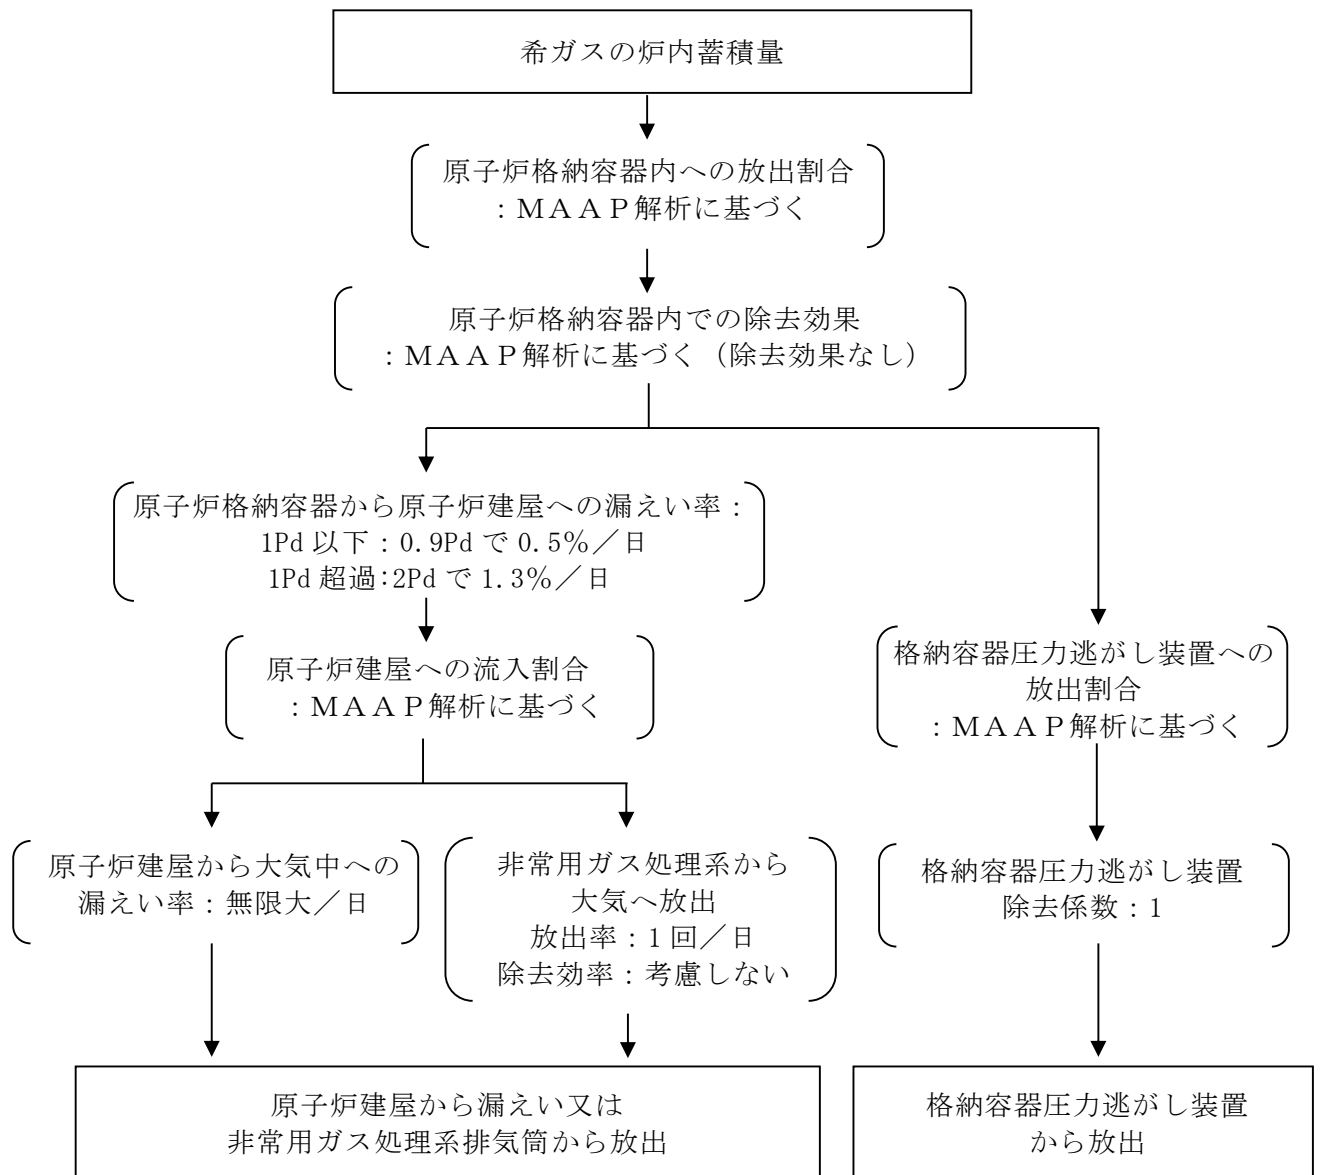 希ガスの炉内蓄積量
原子炉格納容器内への放出割合
：ＭＡＡＰ解析に基づく
原子炉格納容器内での除去効果
：ＭＡＡＰ解析に基づく（除去効果なし）
原子炉格納容器から原子炉建屋への漏えい率：
1Pd 以下：0.9Pd で 0.5％／日
1Pd 超過：2Pd で 1.3％／日
原子炉建屋への流入割合
：ＭＡＡＰ解析に基づく
原子炉建屋から大気中への
漏えい率：無限大／日
非常用ガス処理系から
大気へ放出
放出率：1 回／日
除去効率：考慮しない
原子炉建屋から漏えい又は
非常用ガス処理系排気筒から放出
格納容器圧力逃がし装置への
放出割合
：ＭＡＡＰ解析に基づく
格納容器圧力逃がし装置
除去係数：1
格納容器圧力逃がし装置
から放出